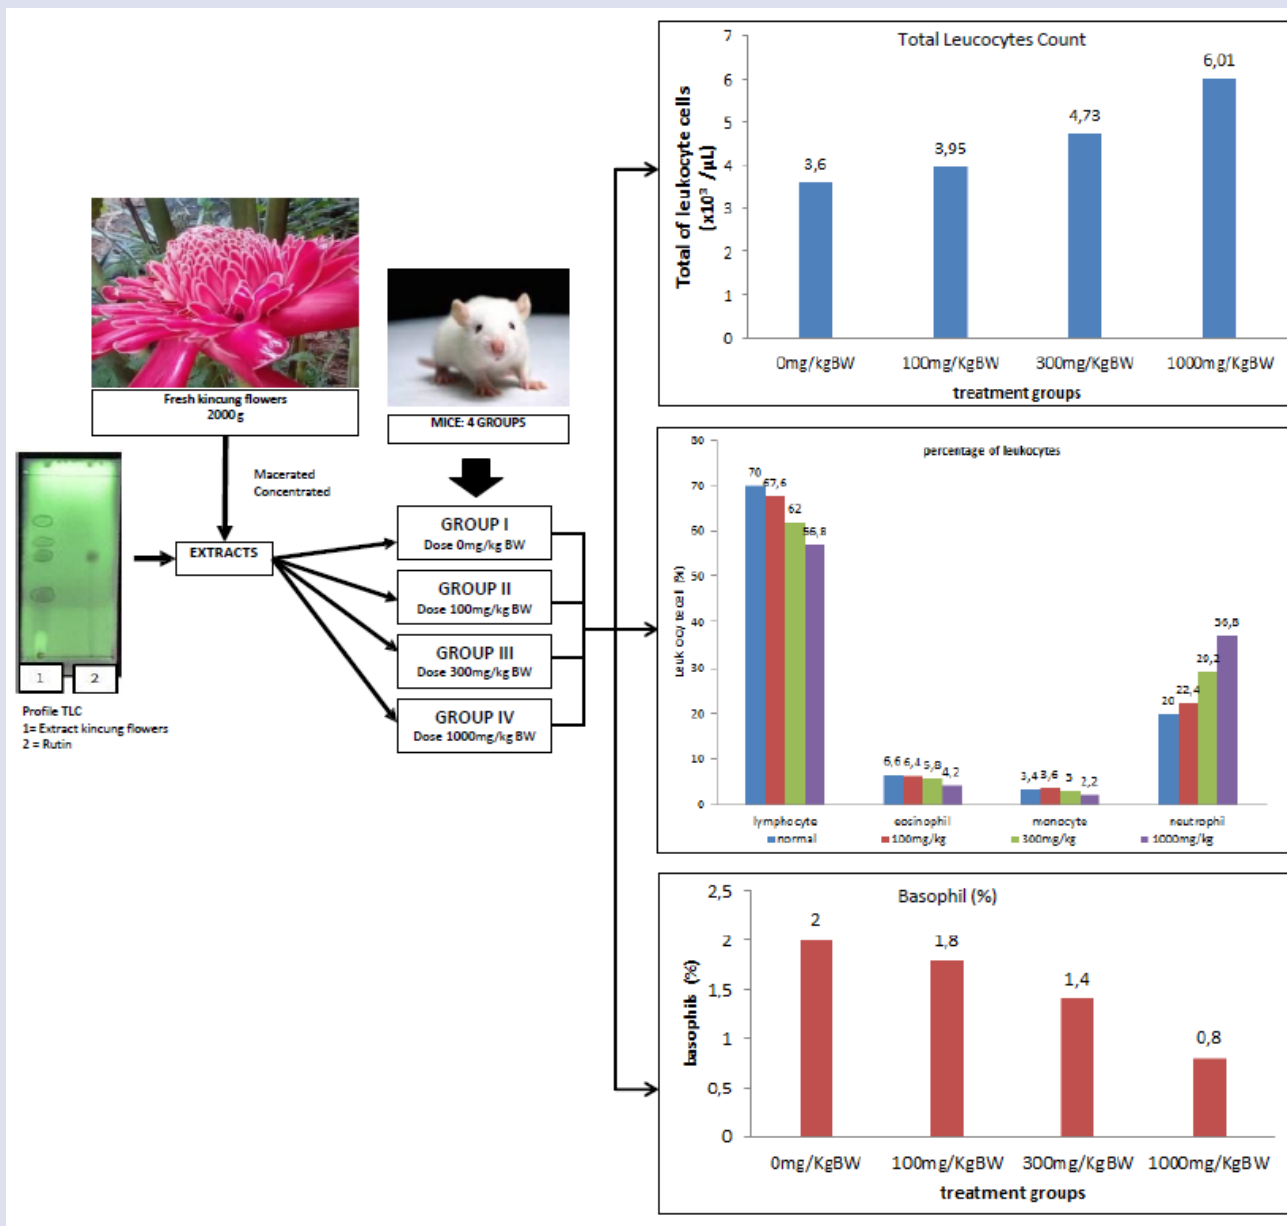 Fresh kincung flowers
2000 g
MICE: 4 GROUPS
Macerated
Concentrated
EXTRACTS
GROUP I
Dose 0mg/kg BW
GROUP II
Dose 100mg/kg BW
GROUP III
Dose 300mg/kg BW
GROUP IV
Dose 1000mg/kg BW
1
2
Profile TLC
1= Extract kincung flowers
2 = Rutin
Total Leucocytes Count
Total of leukocyte cells
(x10³ /µL)
7
6
5
4
3
2
1
0
3,6
3,95
4,73
6,01
0mg/kgBW 100mg/KgBW 300mg/KgBW 1000mg/KgBW
treatment groups
percentage of leukocytes
Leukocyte cell (%)
80
70
60
50
40
30
20
10
0
70 67,6 62 56,8
6,6 6,4 5,8 4,2
3,4 3,6 3 2,2
20 22,4 29,2 36,8
lymphocyte eosinophil monocyte neutrophil
normal 100mg/kg 300mg/kg 1000mg/kg
Basophil (%)
basophils (%)
2,5
2
1,5
1
0,5
0
2
1,8
1,4
0,8
0mg/KgBW 100mg/KgBW 300mg/KgBW 1000mg/KgBW
treatment groups